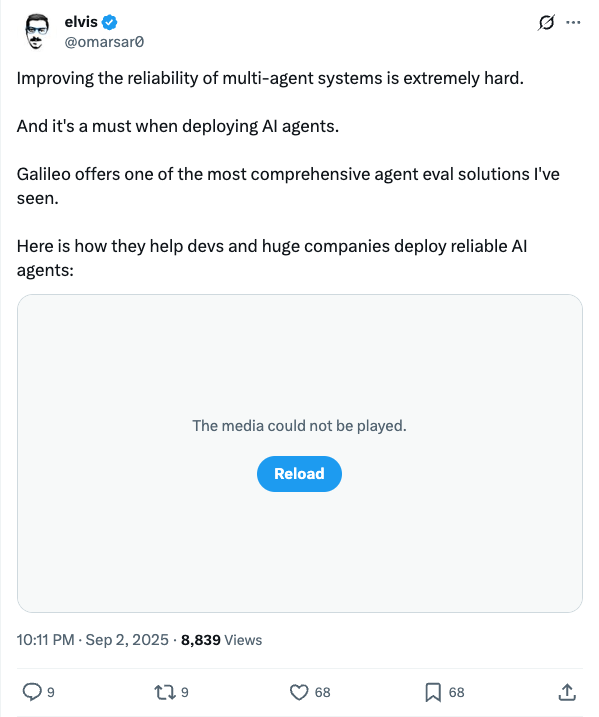 elvis
@omarsar0
Improving the reliability of multi-agent systems is extremely hard.
And it's a must when deploying AI agents.
Galileo offers one of the most comprehensive agent eval solutions I've
seen.
Here is how they help devs and huge companies deploy reliable AI
agents:
The media could not be played.
Reload
10:11 PM · Sep 2, 2025 · 8,839 Views
9 9 68 68